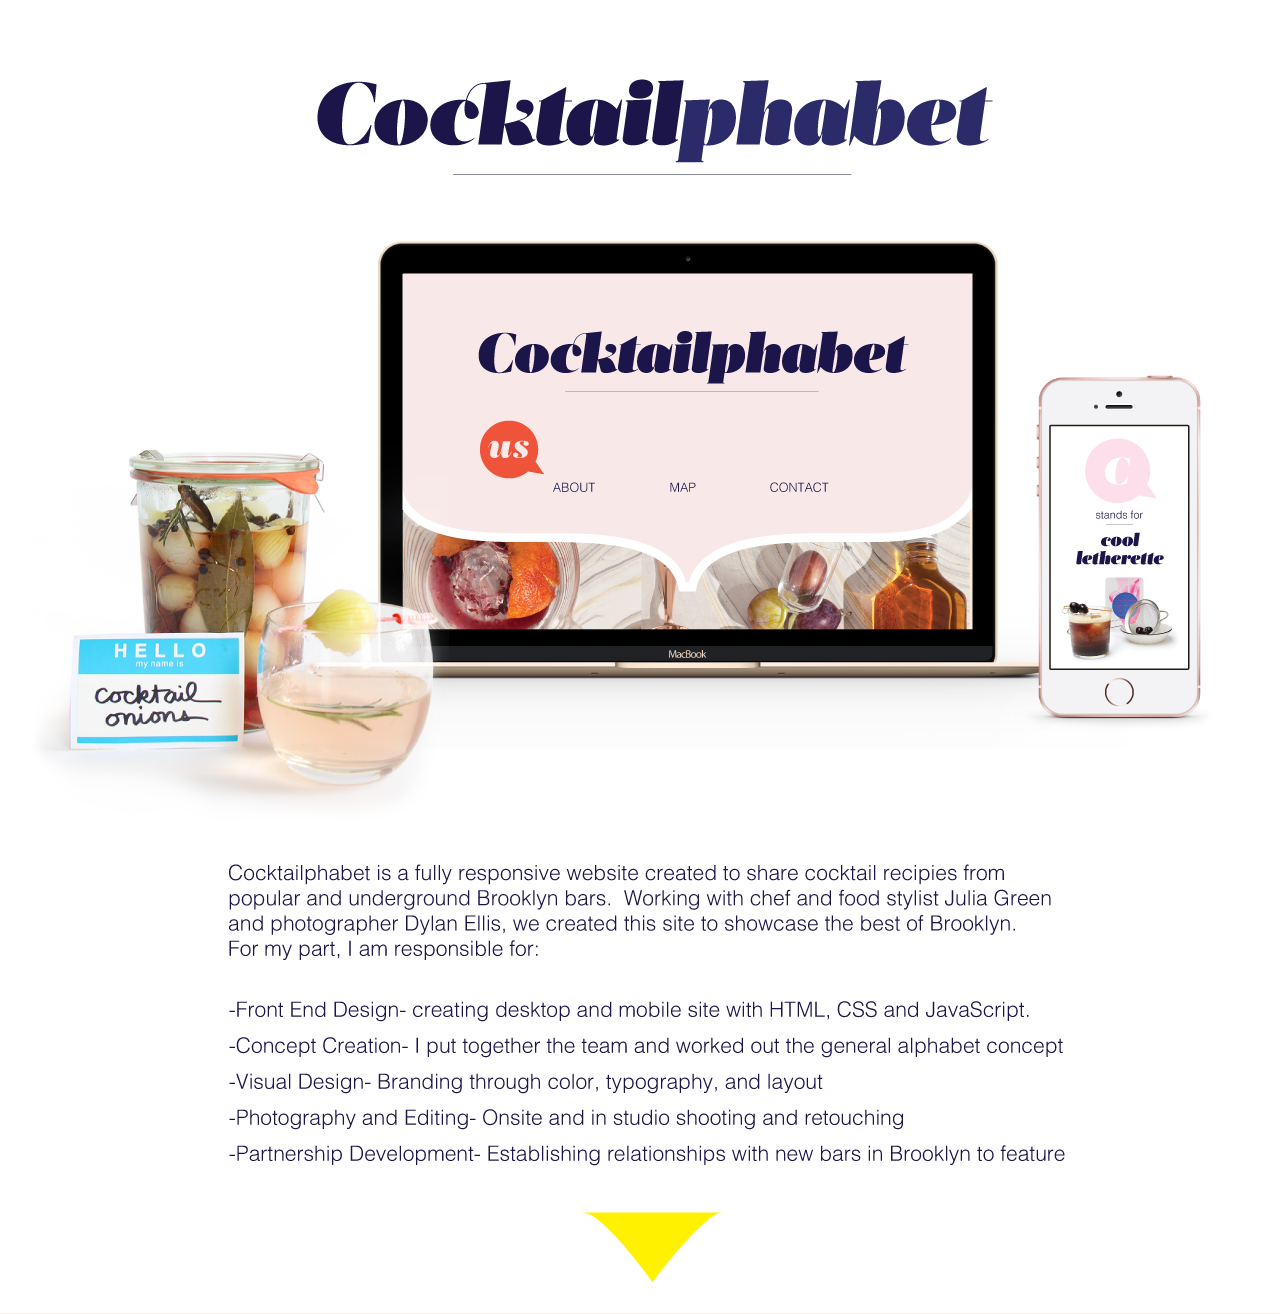 Cocktailphabet
Cocktailphabet
us
ABOUT MAP CONTACT
MacBook
C
stands for
cool
letherette
HELLO
my name is
cocktail
onions
Cocktailphabet is a fully responsive website created to share cocktail recipies from
popular and underground Brooklyn bars.  Working with chef and food stylist Julia Green
and photographer Dylan Ellis, we created this site to showcase the best of Brooklyn.
For my part, I am responsible for:
-Front End Design- creating desktop and mobile site with HTML, CSS and JavaScript.
-Concept Creation- I put together the team and worked out the general alphabet concept
-Visual Design- Branding through color, typography, and layout
-Photography and Editing- Onsite and in studio shooting and retouching
-Partnership Development- Establishing relationships with new bars in Brooklyn to feature